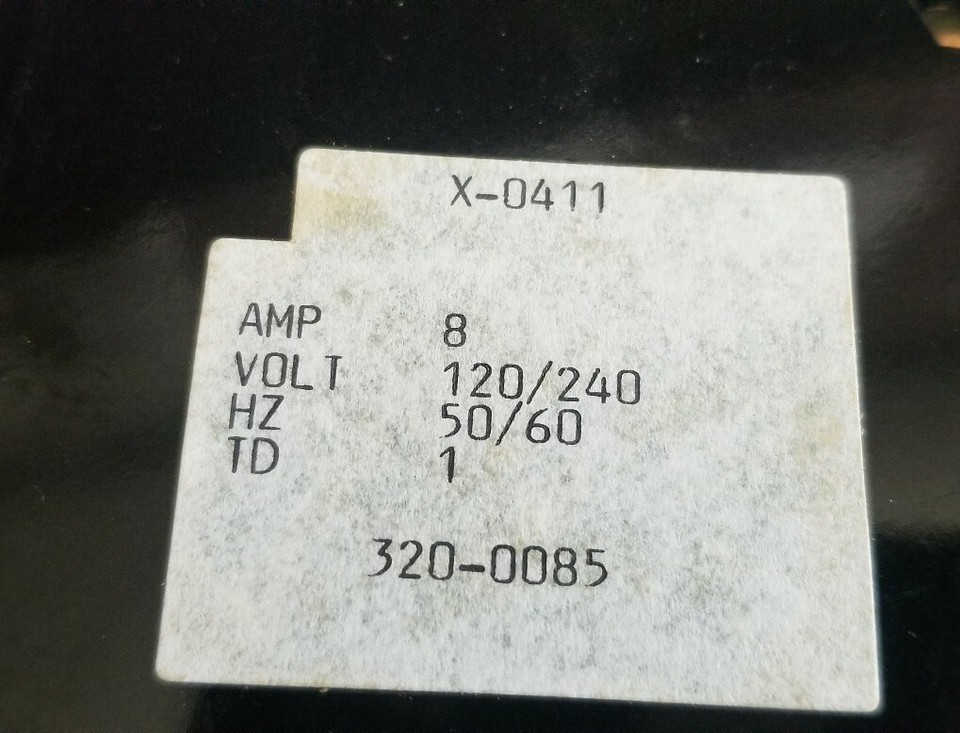 X-0411
AMP 8
VOLT 120/240
HZ 50/60
TD 1
320-0085